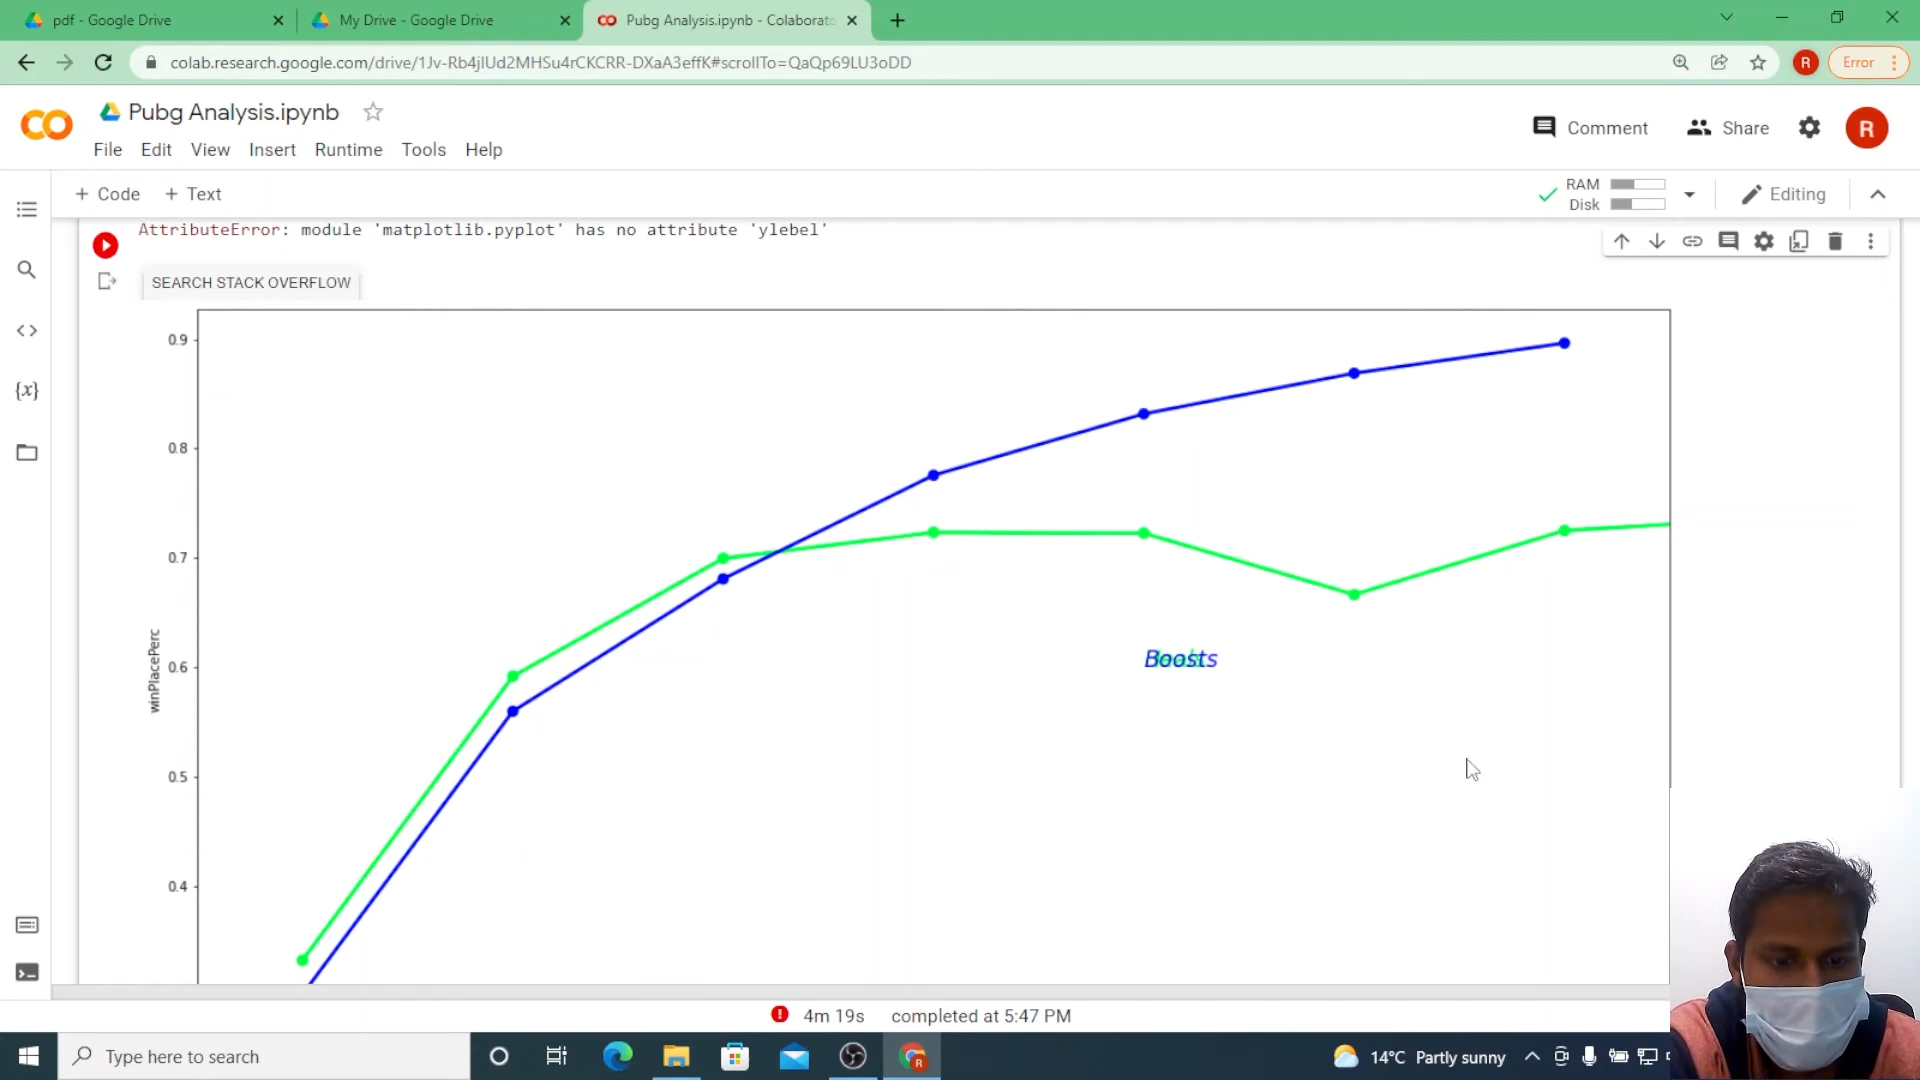 pdf - Google Drive
My Drive - Google Drive
Pubg Analysis.ipynb - Colaborato
colab.research.google.com/drive/1Jv-Rb4jlUd2MHSu4rCKCRR-DXaA3effK#scrollTo=QaQp69LU3oDD
R
Error
Pubg Analysis.ipynb
Comment
Share
R
File Edit View Insert Runtime Tools Help
+ Code + Text
RAM
Disk
Editing
AttributeError: module 'matplotlib.pyplot' has no attribute 'ylebel'
SEARCH STACK OVERFLOW
0.9
0.8
0.7
0.6
0.5
0.4
winPlacePerc
Boosts
4m 19s completed at 5:47 PM
Type here to search
14°C Partly sunny